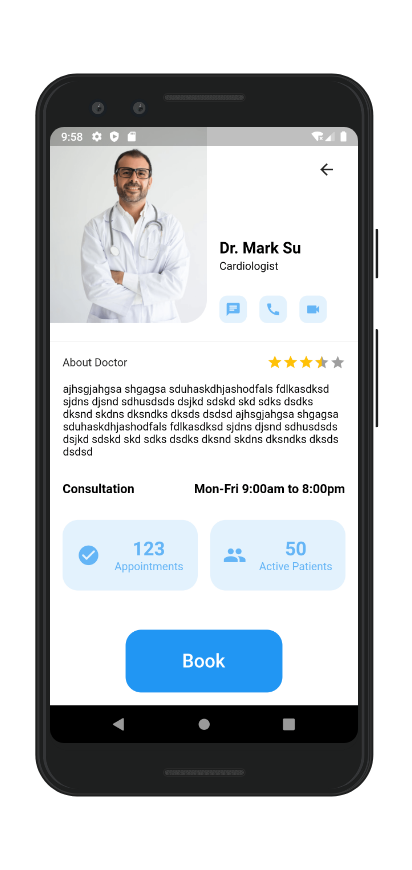 9:58
Dr. Mark Su
Cardiologist
About Doctor
ajhsgjahgsa shgagsa sduhaskdhjashodfals fdlkasdksd
sjdns djsnd sdhusdsds dsjkd sdskd skd sdks dsdks
dksnd skdns dksndks dksds dsdsd ajhsgjahgsa shgagsa
sduhaskdhjashodfals fdlkasdksd sjdns djsnd sdhusdsds
dsjkd sdskd skd sdks dsdks dksnd skdns dksndks dksds
dsdsd
Consultation Mon-Fri 9:00am to 8:00pm
123
Appointments
50
Active Patients
Book